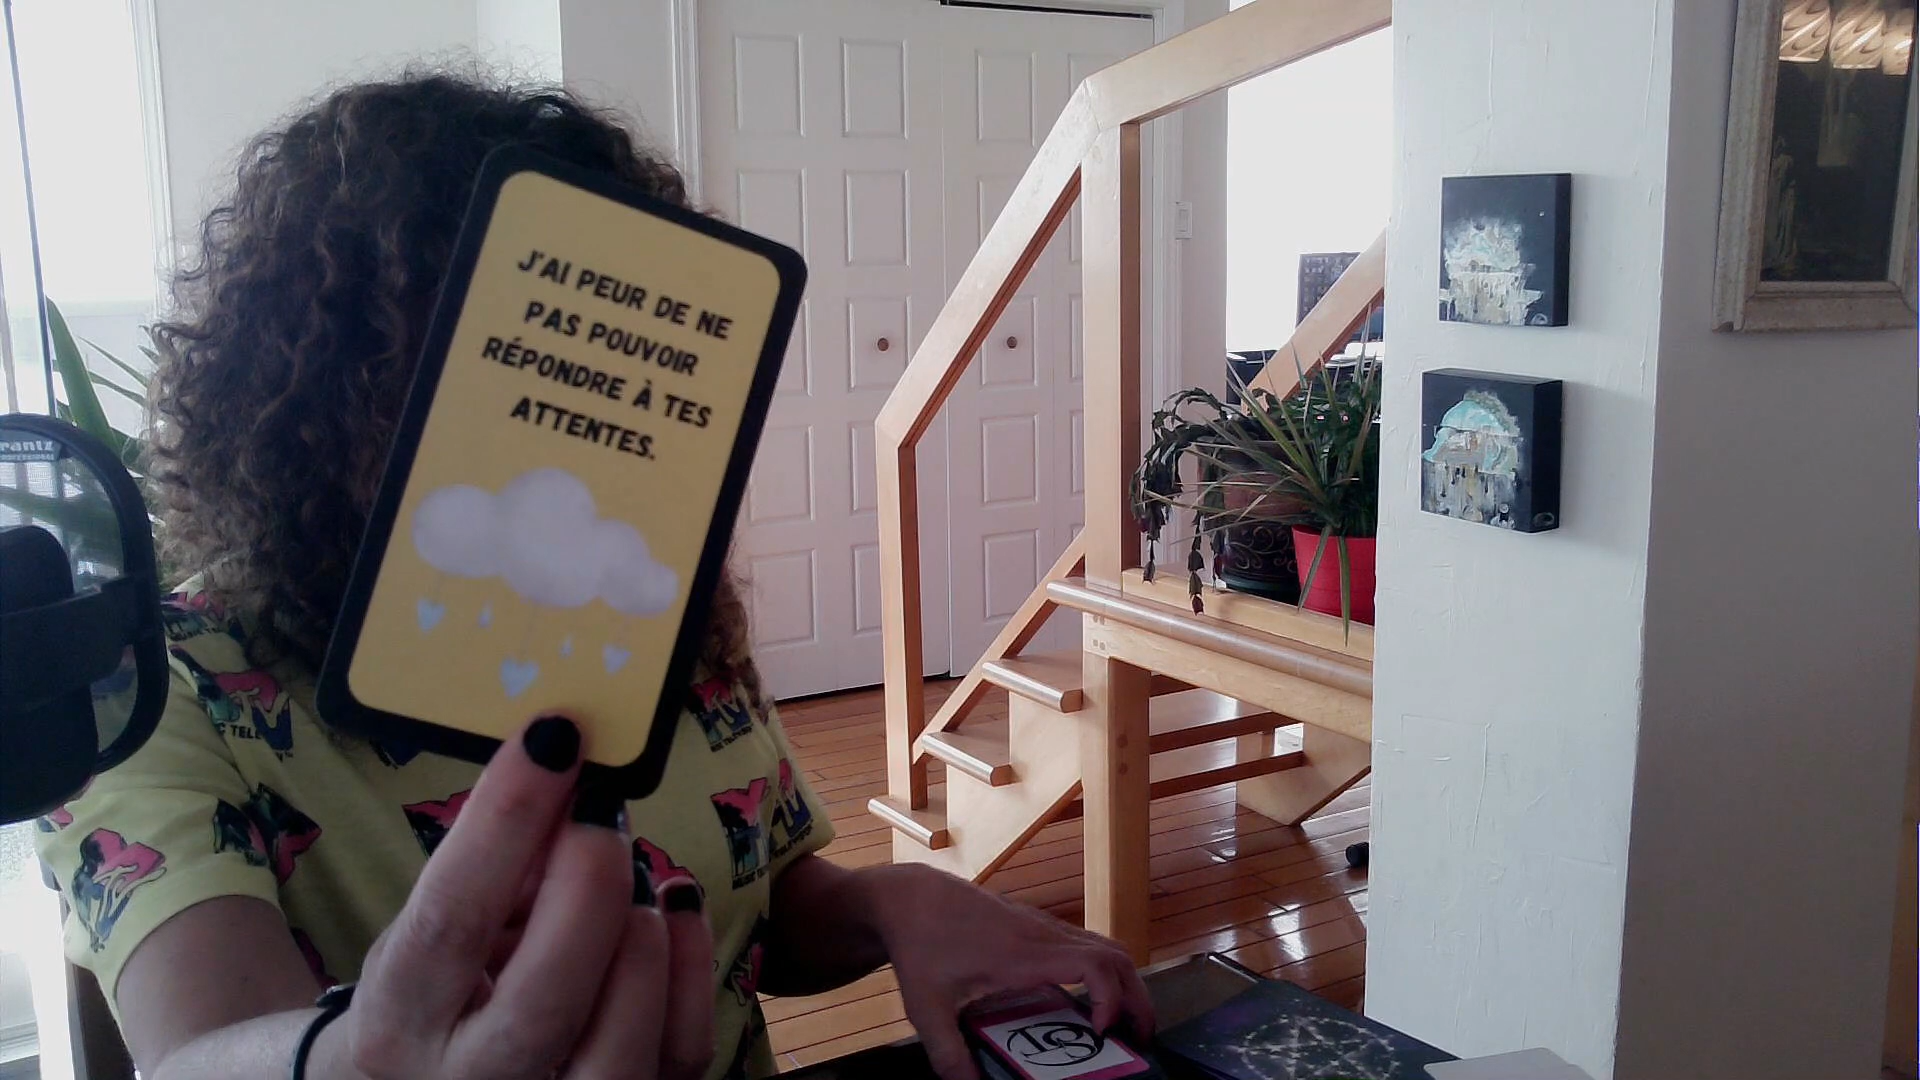 J'AI PEUR DE NE
PAS POUVOIR
RÉPONDRE À TES
ATTENTES.